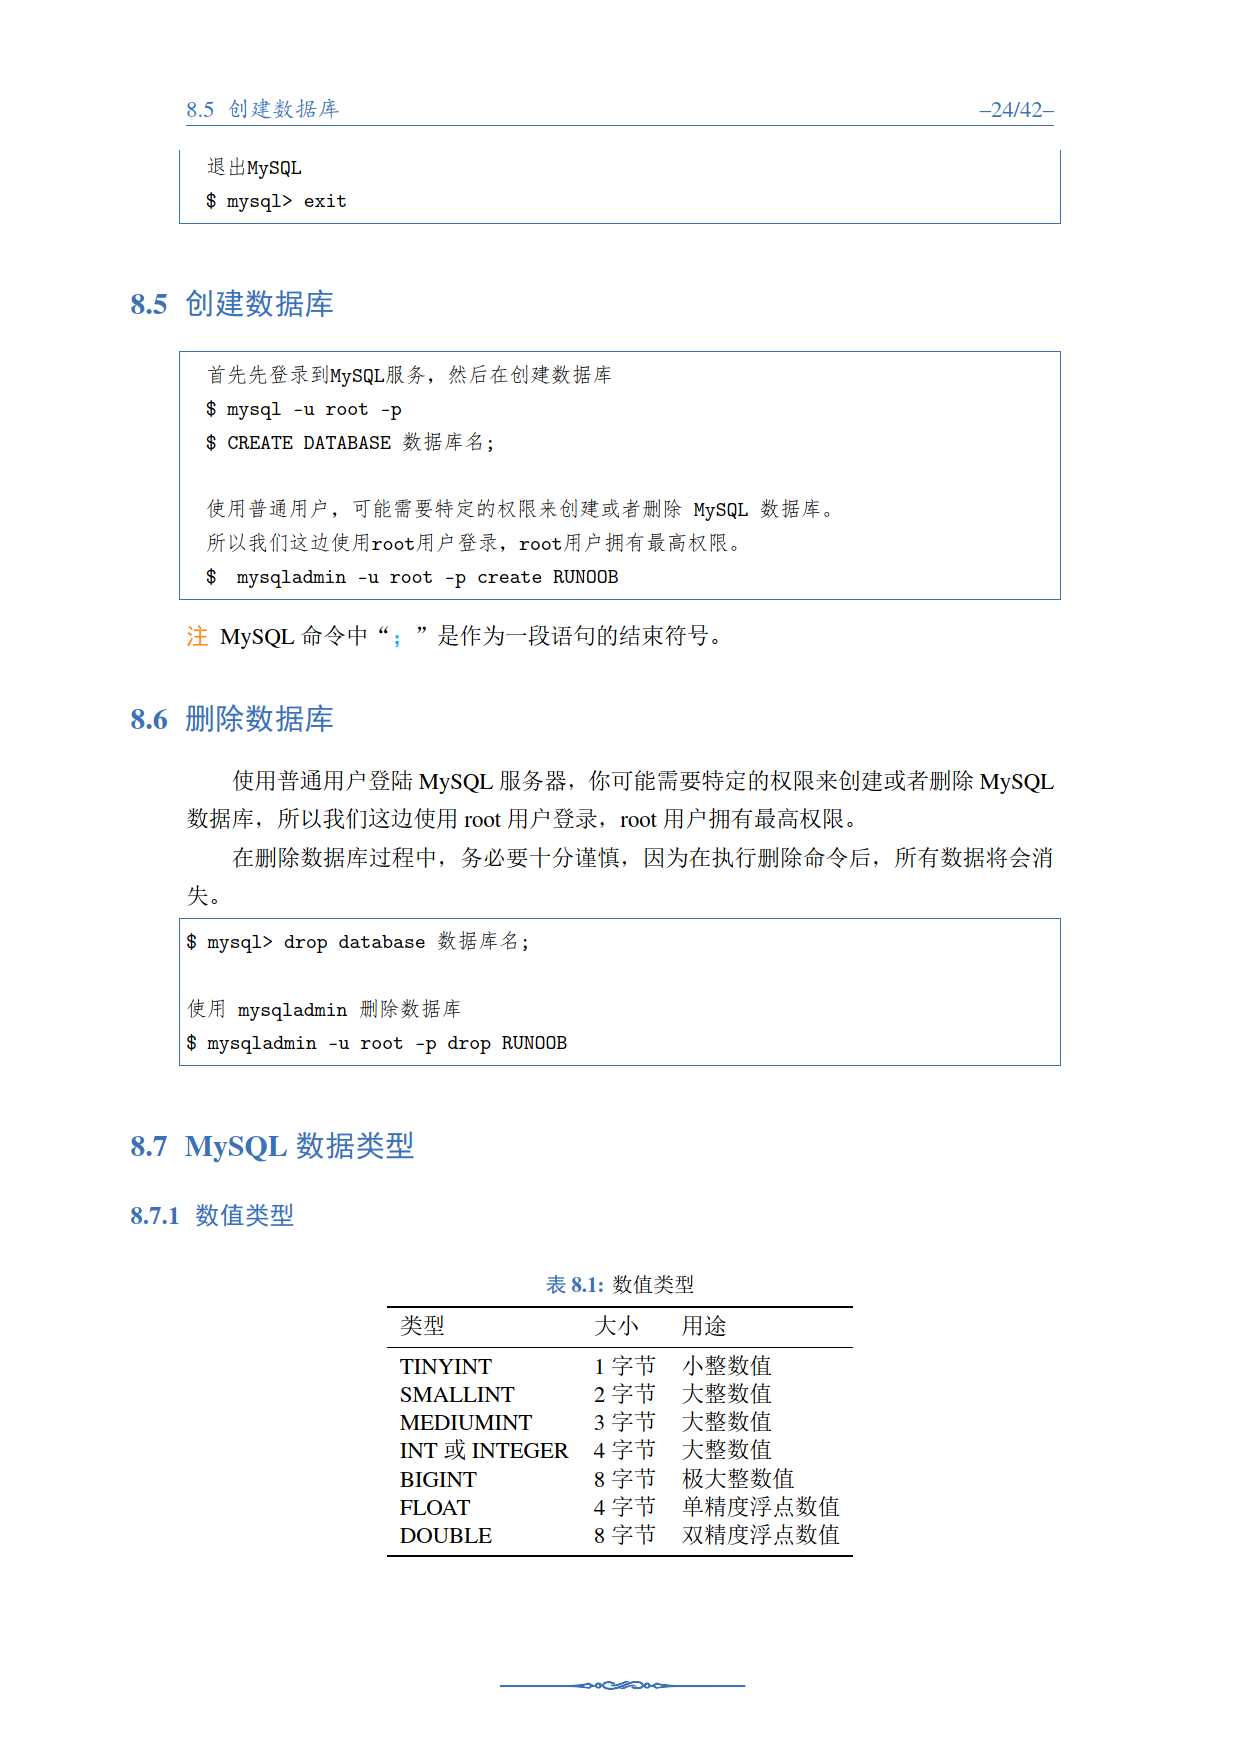 8.5 创建数据库 –24/42–
退出MySQL
$ mysql> exit
8.5 创建数据库
首先先登录到MySQL服务，然后在创建数据库
$ mysql -u root -p
$ CREATE DATABASE 数据库名;
使用普通用户，可能需要特定的权限来创建或者删除 MySQL 数据库。
所以我们这边使用root用户登录，root用户拥有最高权限。
$ mysqladmin -u root -p create RUNOOB
注 MySQL 命令中“；”是作为一段语句的结束符号。
8.6 删除数据库
使用普通用户登陆 MySQL 服务器，你可能需要特定的权限来创建或者删除 MySQL
数据库，所以我们这边使用 root 用户登录，root 用户拥有最高权限。
在删除数据库过程中，务必要十分谨慎，因为在执行删除命令后，所有数据将会消
失。
$ mysql> drop database 数据库名;
使用 mysqladmin 删除数据库
$ mysqladmin -u root -p drop RUNOOB
8.7 MySQL 数据类型
8.7.1 数值类型
表 8.1: 数值类型
类型 大小 用途
TINYINT 1 字节 小整数值
SMALLINT 2 字节 大整数值
MEDIUMINT 3 字节 大整数值
INT 或 INTEGER 4 字节 大整数值
BIGINT 8 字节 极大整数值
FLOAT 4 字节 单精度浮点数值
DOUBLE 8 字节 双精度浮点数值